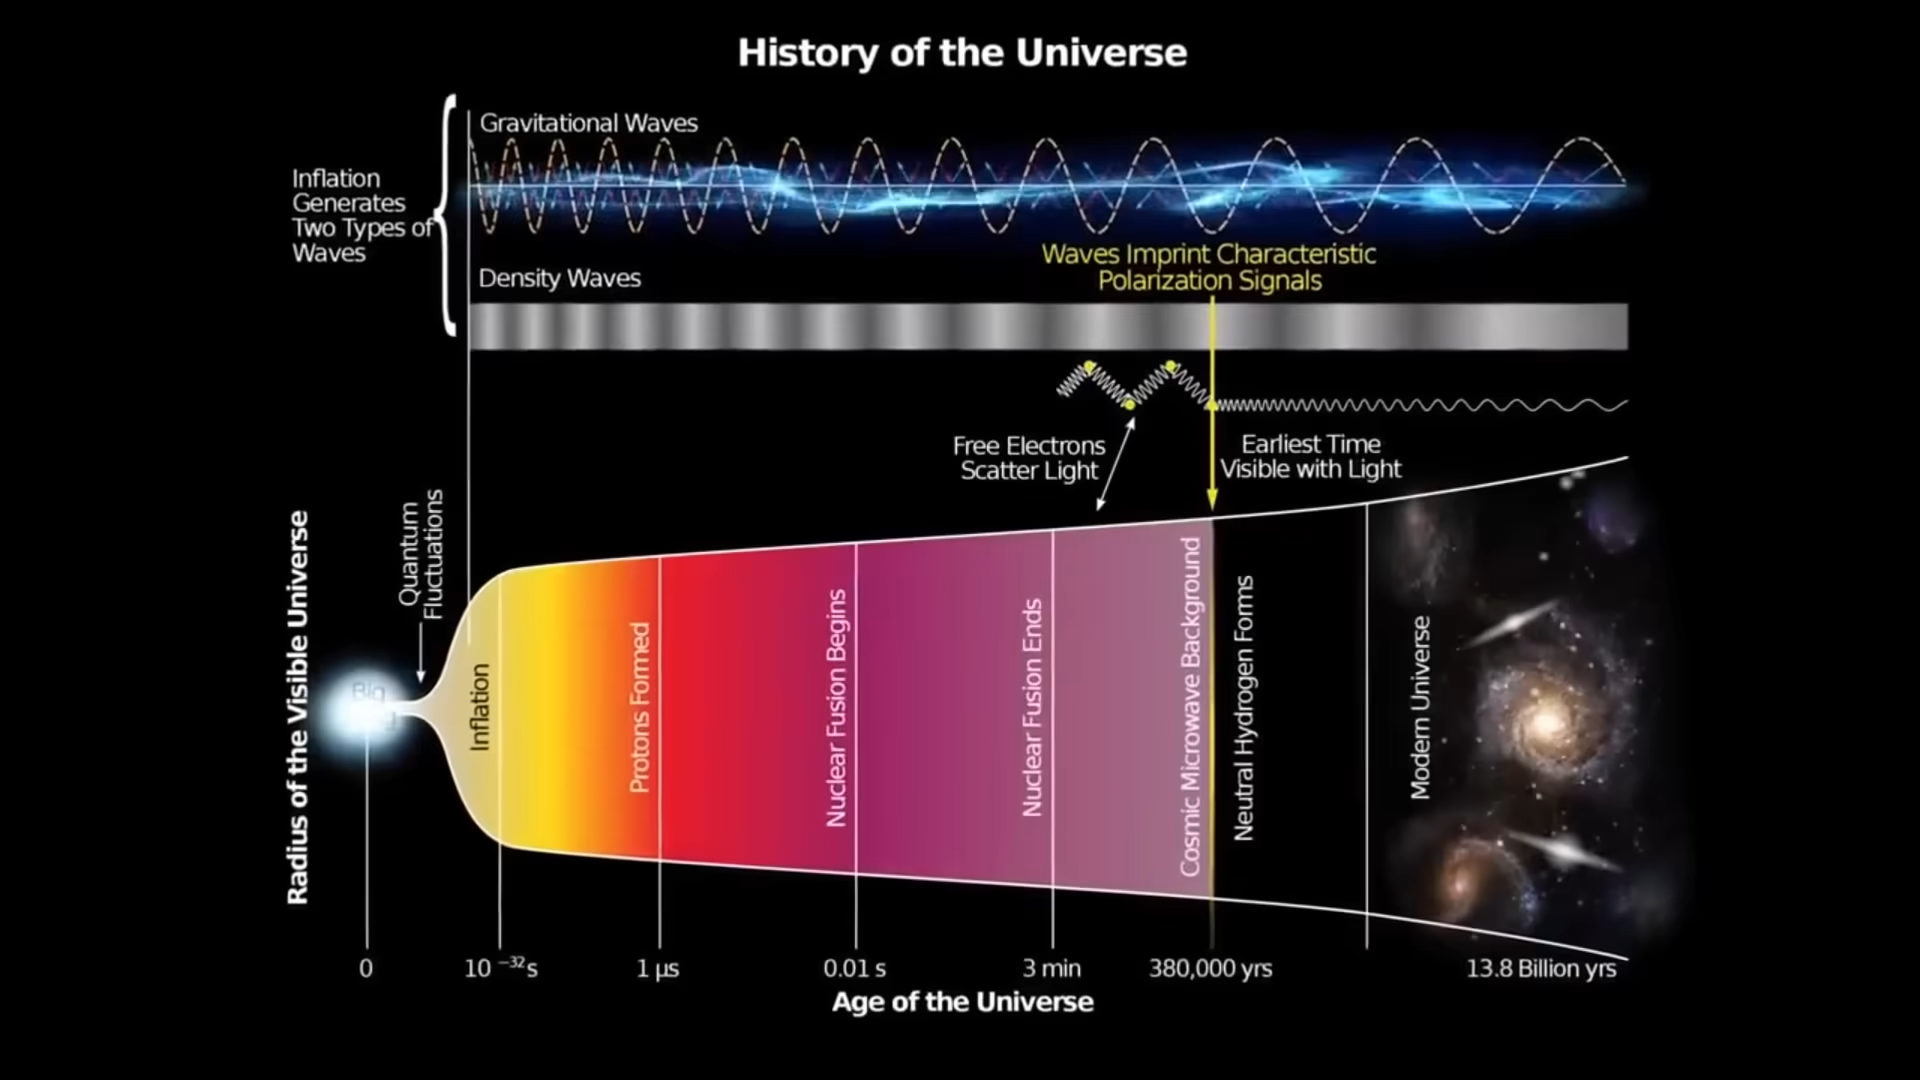 History of the Universe
Gravitational Waves
Inflation
Generates
Two Types of
Waves
Waves Imprint Characteristic
Polarization Signals
Density Waves
Free Electrons
Scatter Light
Earliest Time
Visible with Light
Quantum
Fluctuations
Radius of the Visible Universe
Big
Inflation
Protons Formed
Nuclear Fusion Begins
Nuclear Fusion Ends
Cosmic Microwave Background
Neutral Hydrogen Forms
Modern Universe
0
10⁻³²s
1 µs
0.01 s
3 min
380,000 yrs
13.8 Billion yrs
Age of the Universe